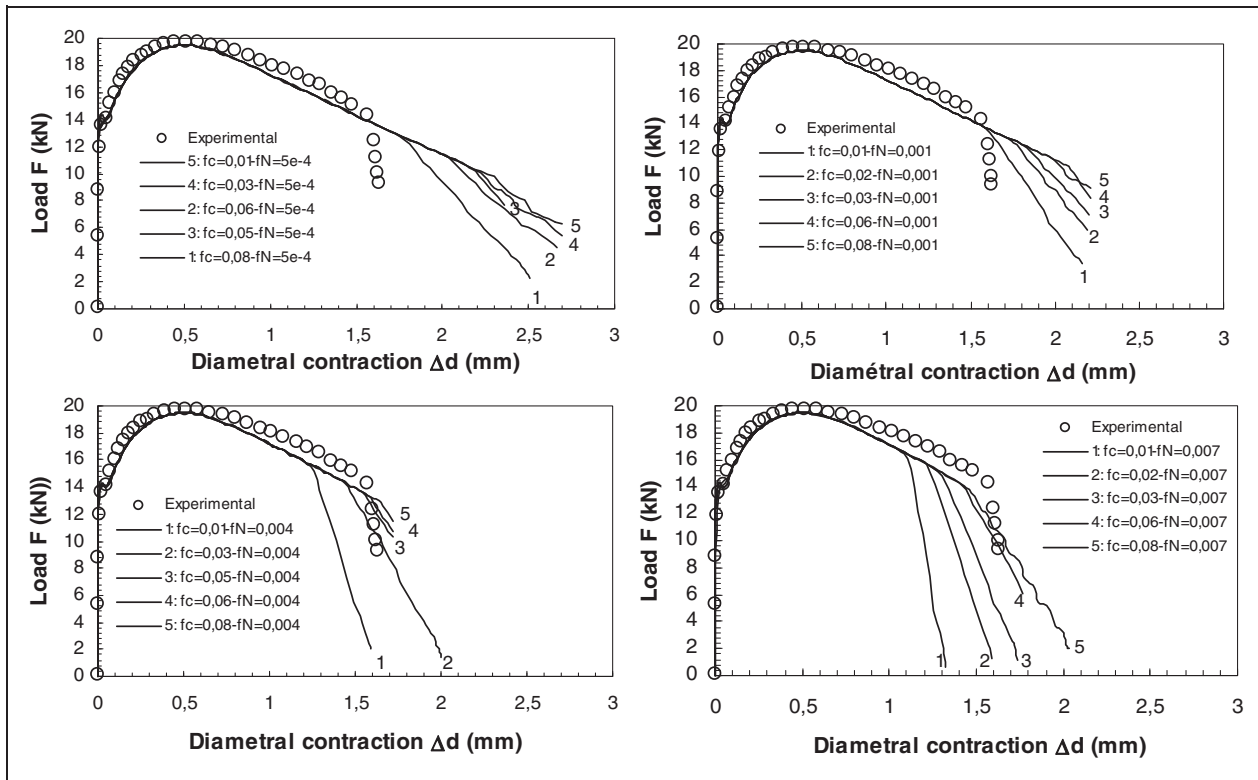 20
18
16
14
12
10
8
6
4
2
0
Load F (kN)
Experimental
5: fc=0,01-fN=5e-4
4: fc=0,03-fN=5e-4
2: fc=0,06-fN=5e-4
3: fc=0,05-fN=5e-4
1: fc=0,08-fN=5e-4
3
5
4
2
1
0 0,5 1 1,5 2 2,5 3
Diametral contraction Δd (mm)
20
18
16
14
12
10
8
6
4
2
0
Load F (kN)
Experimental
1: fc=0,01-fN=0,001
2: fc=0,02-fN=0,001
3: fc=0,03-fN=0,001
4: fc=0,06-fN=0,001
5: fc=0,08-fN=0,001
5
4
3
2
1
0 0,5 1 1,5 2 2,5 3
Diamétral contraction Δd (mm)
20
18
16
14
12
10
8
6
4
2
0
Load F (kN))
Experimental
1: fc=0,01-fN=0,004
2: fc=0,03-fN=0,004
3: fc=0,05-fN=0,004
4: fc=0,06-fN=0,004
5: fc=0,08-fN=0,004
5
4
3
1
2
0 0,5 1 1,5 2 2,5 3
Diametral contraction Δd (mm)
20
18
16
14
12
10
8
6
4
2
0
Load F (kN)
Experimental
1: fc=0,01-fN=0,007
2: fc=0,02-fN=0,007
3: fc=0,03-fN=0,007
4: fc=0,06-fN=0,007
5: fc=0,08-fN=0,007
4
1
2
3
5
0 0,5 1 1,5 2 2,5 3
Diametral contraction Δd (mm)